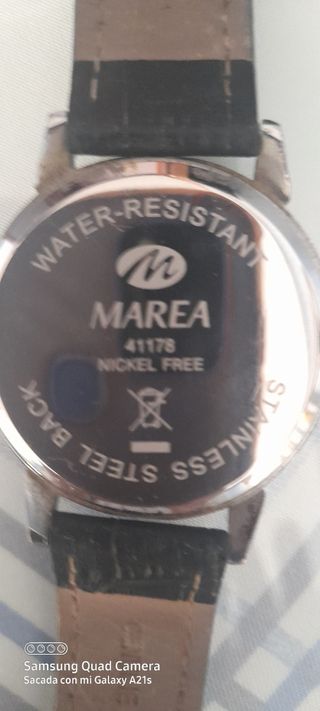 WATER-RESISTANT
MAREA
41178
NICKEL FREE
STAINLESS STEEL BACK
Samsung Quad Camera
Sacada con mi Galaxy A21s